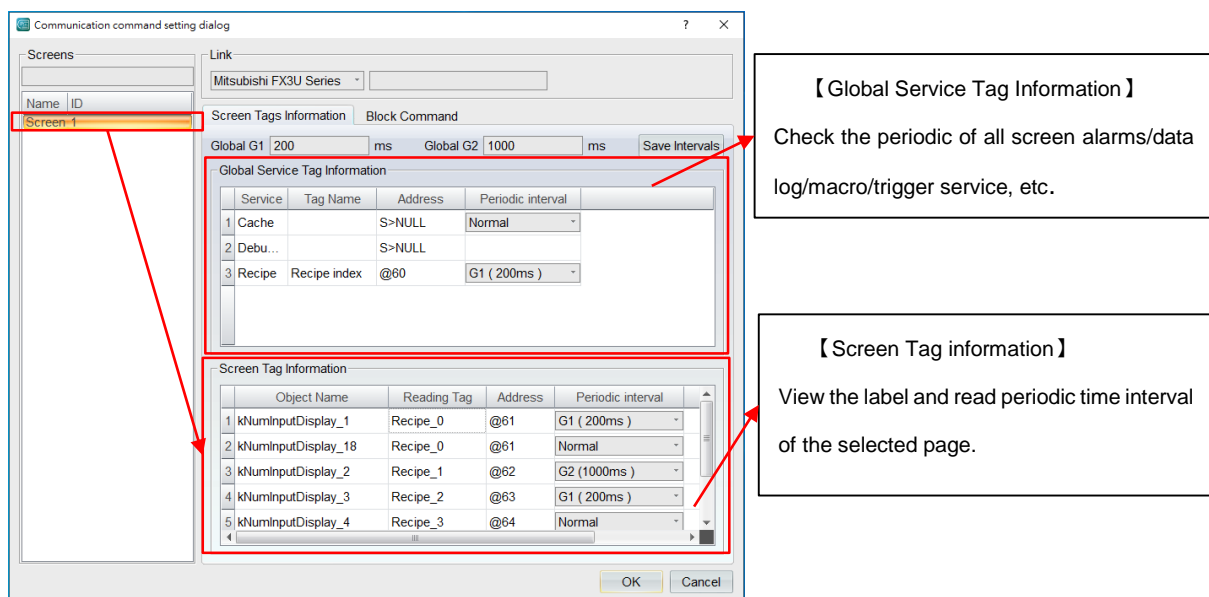 Communication command setting dialog
? ×
Screens
Name ID
Screen 1
Link
Mitsubishi FX3U Series
Screen Tags Information Block Command
Global G1 200 ms Global G2 1000 ms Save Intervals
Global Service Tag Information
Service Tag Name Address Periodic interval
1 Cache S>NULL Normal
2 Debu... S>NULL
3 Recipe Recipe index @60 G1 ( 200ms )
Screen Tag Information
Object Name Reading Tag Address Periodic interval
1 kNumInputDisplay_1 Recipe_0 @61 G1 ( 200ms )
2 kNumInputDisplay_18 Recipe_0 @61 Normal
3 kNumInputDisplay_2 Recipe_1 @62 G2 (1000ms )
4 kNumInputDisplay_3 Recipe_2 @63 G1 ( 200ms )
5 kNumInputDisplay_4 Recipe_3 @64 Normal
OK Cancel
【Global Service Tag Information】
Check the periodic of all screen alarms/data
log/macro/trigger service, etc.
【Screen Tag information】
View the label and read periodic time interval
of the selected page.